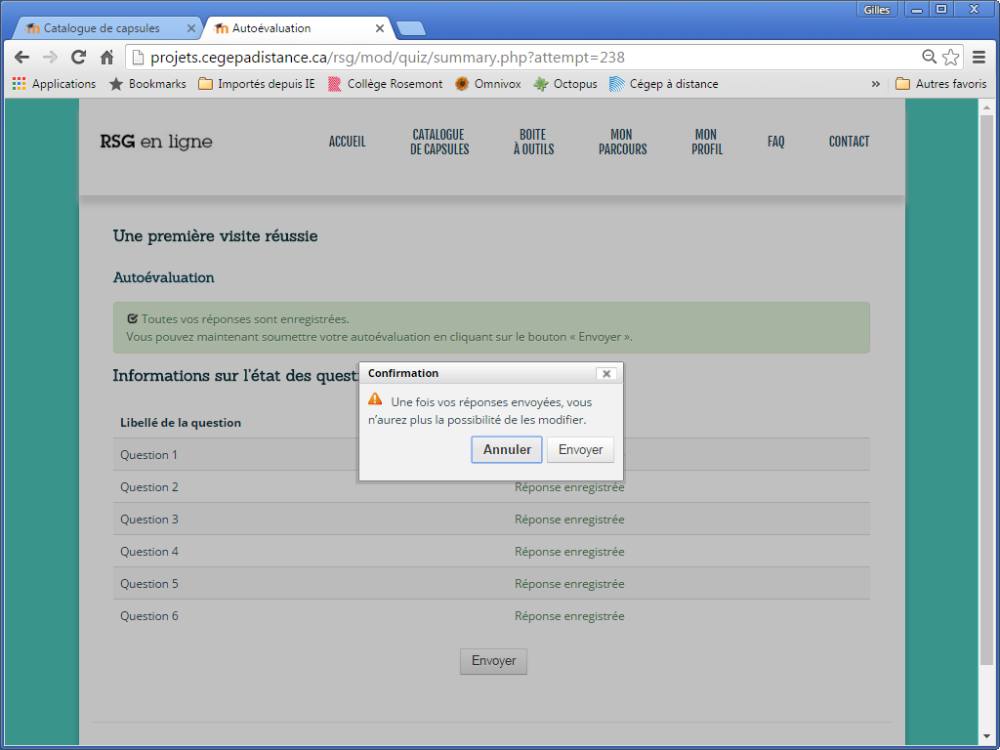 Gilles
Catalogue de capsules
Autoévaluation
projets.cegepadistance.ca/rsg/mod/quiz/summary.php?attempt=238
Applications
Bookmarks
Importés depuis IE
Collège Rosemont
Omnivox
Octopus
Cégep à distance
»
Autres favoris
RSG en ligne
ACCUEIL
CATALOGUE
DE CAPSULES
BOITE
À OUTILS
MON
PARCOURS
MON
PROFIL
FAQ
CONTACT
Une première visite réussie
Autoévaluation
Toutes vos réponses sont enregistrées.
Vous pouvez maintenant soumettre votre autoévaluation en cliquant sur le bouton « Envoyer ».
Informations sur l'état des questi
Confirmation
Une fois vos réponses envoyées, vous
n'aurez plus la possibilité de les modifier.
Annuler
Envoyer
Libellé de la question
Question 1
Question 2
Réponse enregistrée
Question 3
Réponse enregistrée
Question 4
Réponse enregistrée
Question 5
Réponse enregistrée
Question 6
Réponse enregistrée
Envoyer